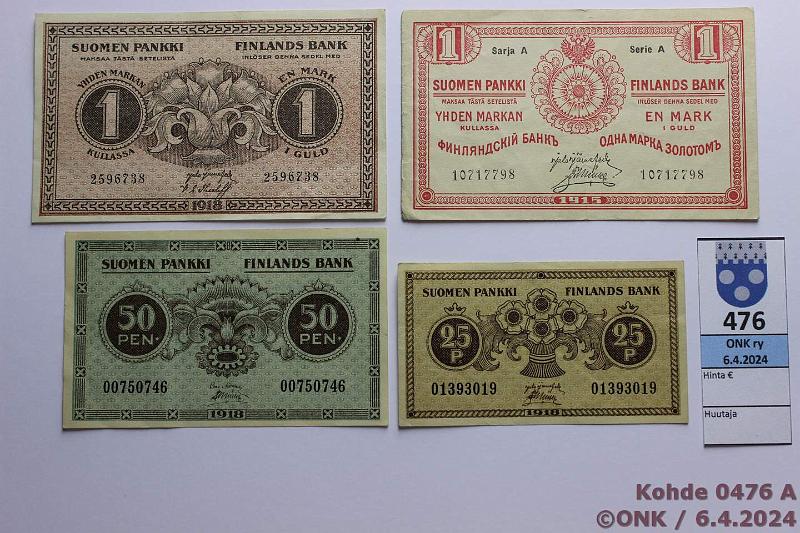 SUOMEN PANKKI FINLANDS BANK
MAKSAA TÄSTÄ SETELISTÄ INLÖSER DENNA SEDEL MED
YHDEN MARKAN EN MARK
1 1
KULLASSA I GULD
2596738 2596738
1918
1 1
Sarja A Serie A
SUOMEN PANKKI FINLANDS BANK
MAKSAA TÄSTÄ SETELISTÄ INLÖSER DENNA SEDEL MED
YHDEN MARKAN EN MARK
KULLASSA I GULD
ФИНЛЯНДСКІЙ БАНКЪ ОДНА МАРКА ЗОЛОТОМЪ
10717798 10717798
1915
SUOMEN PANKKI FINLANDS BANK
50 50
PEN. PEN.
00750746 00750746
1918
SUOMEN PANKKI FINLANDS BANK
25 25
P P
01393019 01393019
1918
476
ONK ry
6.4.2024
Hinta €
Huutaja
Kohde 0476 A
©ONK / 6.4.2024